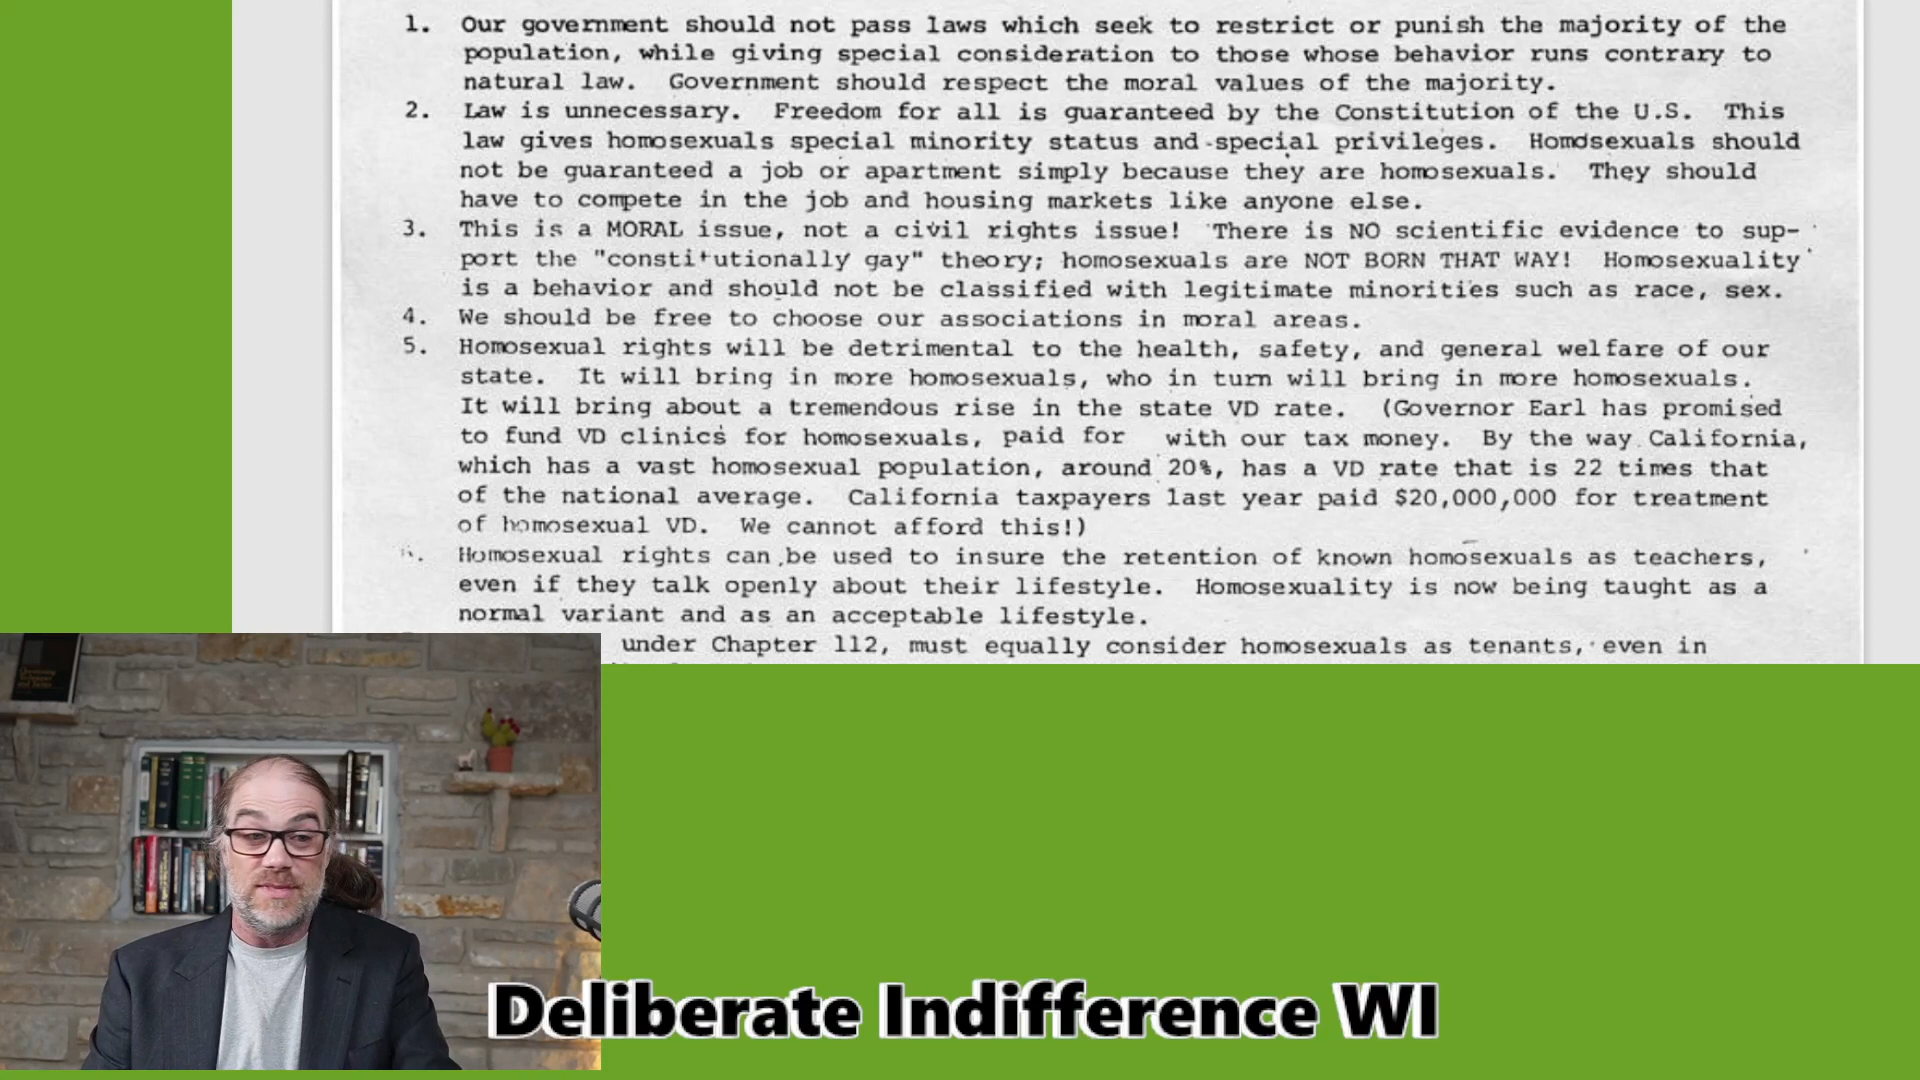 1. Our government should not pass laws which seek to restrict or punish the majority of the
population, while giving special consideration to those whose behavior runs contrary to
natural law. Government should respect the moral values of the majority.
2. Law is unnecessary. Freedom for all is guaranteed by the Constitution of the U.S. This
law gives homosexuals special minority status and special privileges. Homosexuals should
not be guaranteed a job or apartment simply because they are homosexuals. They should
have to compete in the job and housing markets like anyone else.
3. This is a MORAL issue, not a civil rights issue! There is NO scientific evidence to sup-
port the "constitutionally gay" theory; homosexuals are NOT BORN THAT WAY! Homosexuality
is a behavior and should not be classified with legitimate minorities such as race, sex.
4. We should be free to choose our associations in moral areas.
5. Homosexual rights will be detrimental to the health, safety, and general welfare of our
state. It will bring in more homosexuals, who in turn will bring in more homosexuals.
It will bring about a tremendous rise in the state VD rate. (Governor Earl has promised
to fund VD clinics for homosexuals, paid for with our tax money. By the way California,
which has a vast homosexual population, around 20%, has a VD rate that is 22 times that
of the national average. California taxpayers last year paid $20,000,000 for treatment
of homosexual VD. We cannot afford this!)
Homosexual rights can be used to insure the retention of known homosexuals as teachers,
even if they talk openly about their lifestyle. Homosexuality is now being taught as a
normal variant and as an acceptable lifestyle.
under Chapter 112, must equally consider homosexuals as tenants, even in
Deliberate Indifference WI